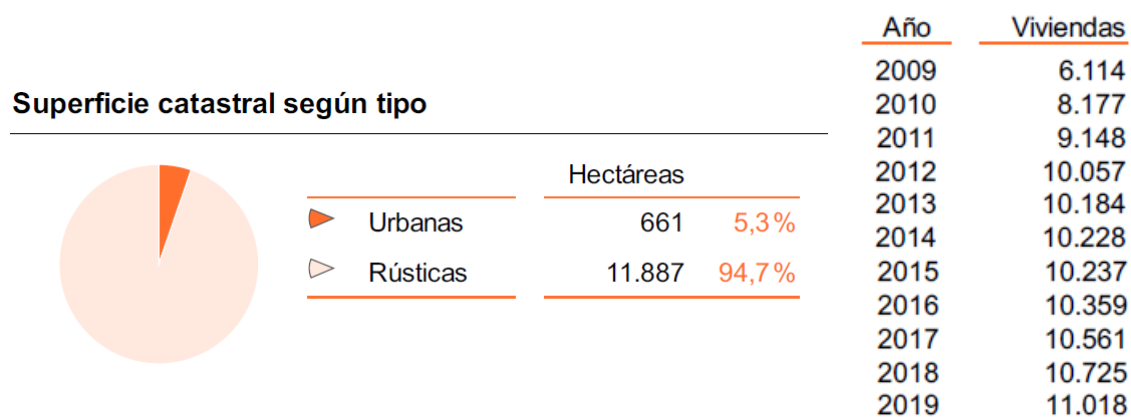 Superficie catastral según tipo
Hectáreas
Urbanas 661 5,3 %
Rústicas 11.887 94,7 %
Año Viviendas
2009 6.114
2010 8.177
2011 9.148
2012 10.057
2013 10.184
2014 10.228
2015 10.237
2016 10.359
2017 10.561
2018 10.725
2019 11.018